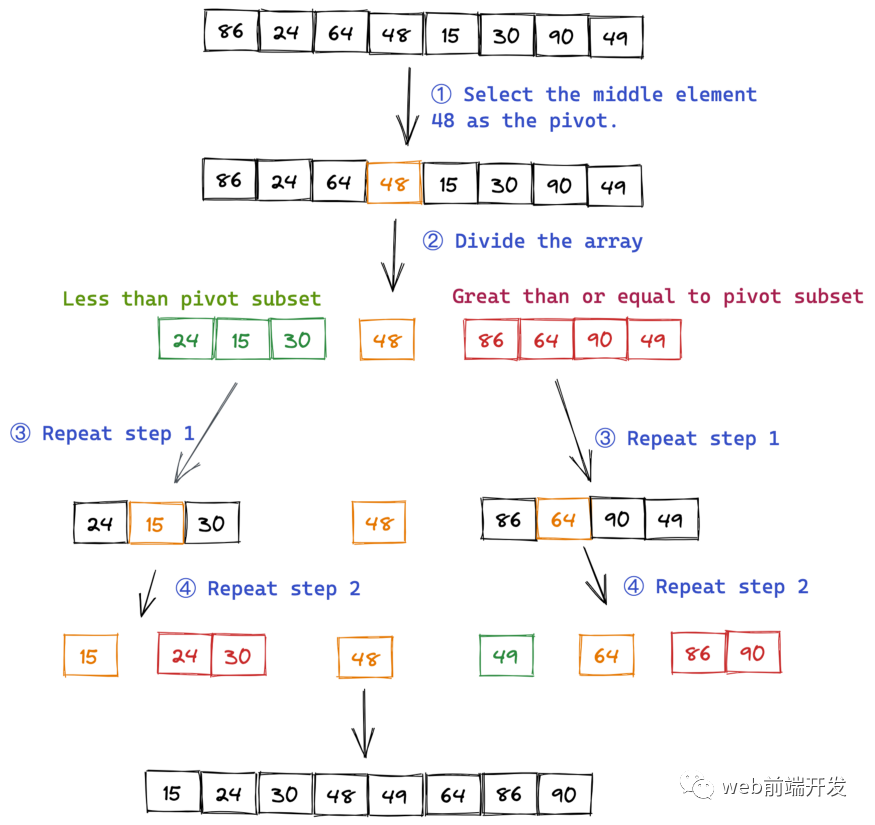 86 24 64 48 15 30 90 49
① Select the middle element
48 as the pivot.
86 24 64 48 15 30 90 49
② Divide the array
Less than pivot subset
Great than or equal to pivot subset
24 15 30
48
86 64 90 49
③ Repeat step 1
③ Repeat step 1
24 15 30
48
86 64 90 49
④ Repeat step 2
④ Repeat step 2
15
24 30
48
49
64
86 90
15 24 30 48 49 64 86 90
web前端开发